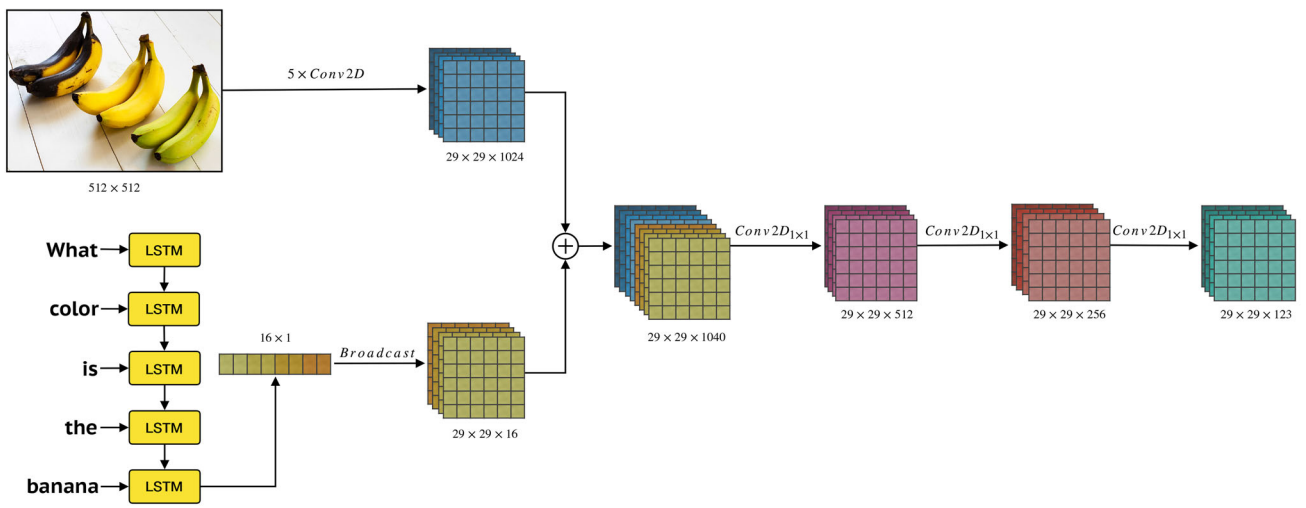 5 × Conv2D
29 × 29 × 1024
512 × 512
What
LSTM
color
LSTM
is
LSTM
the
LSTM
banana
LSTM
16 × 1
Broadcast
29 × 29 × 16
+
29 × 29 × 1040
Conv2D1×1
29 × 29 × 512
Conv2D1×1
29 × 29 × 256
Conv2D1×1
29 × 29 × 123